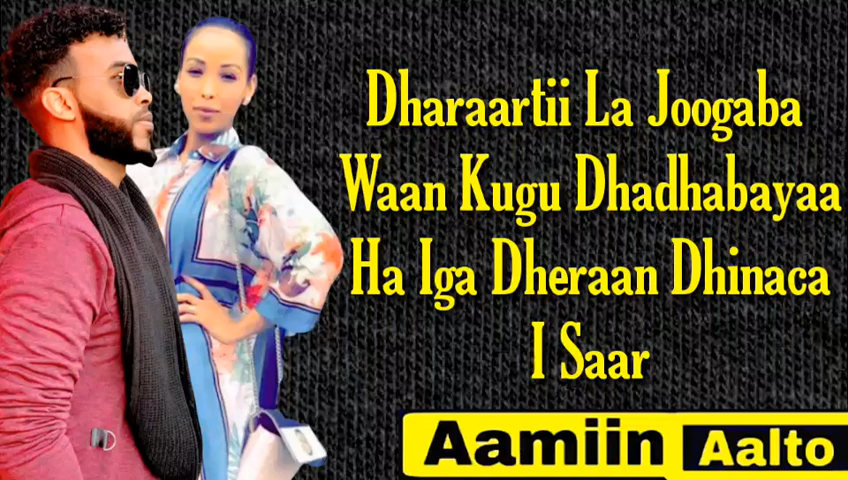 Dharaartii La Joogaba
Waan Kugu Dhadhabayaa
Ha Iga Dheraan Dhinaca
I Saar
Aamiin Aalto